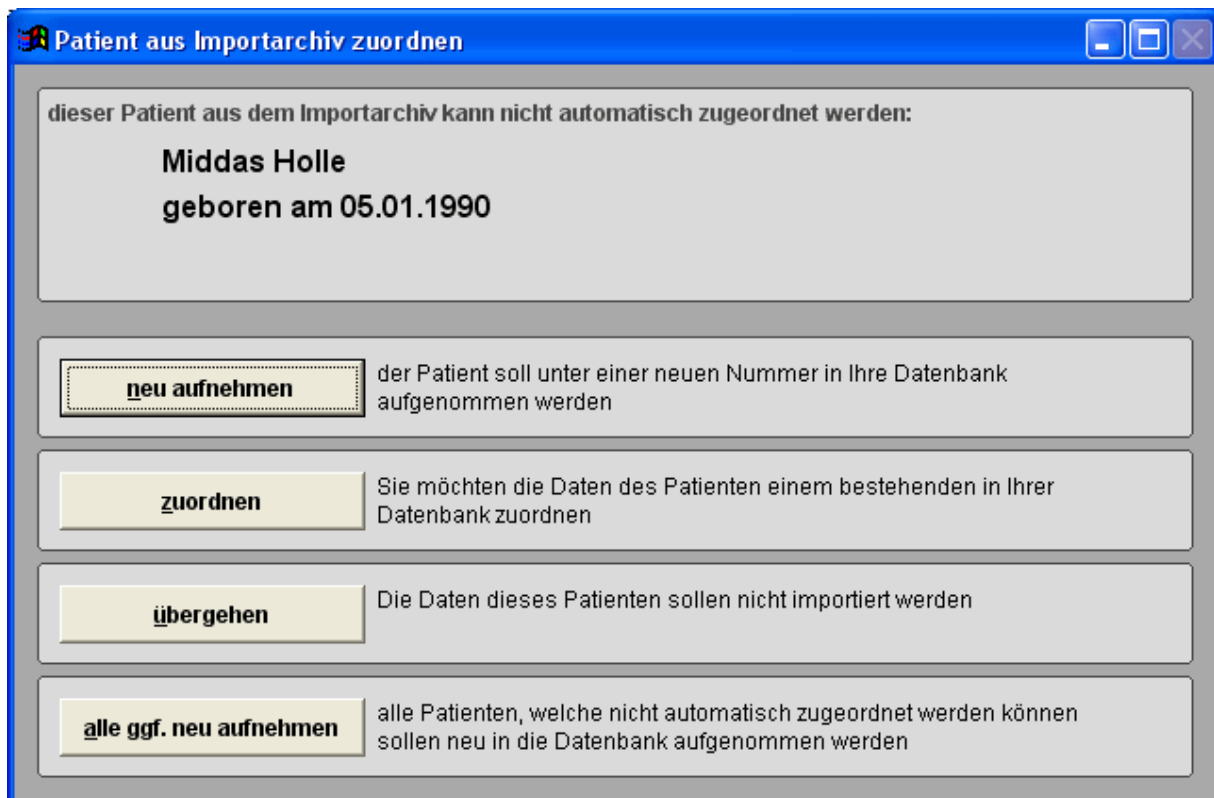 Patient aus Importarchiv zuordnen
dieser Patient aus dem Importarchiv kann nicht automatisch zugeordnet werden:
Middas Holle
geboren am 05.01.1990
neu aufnehmen
der Patient soll unter einer neuen Nummer in Ihre Datenbank
aufgenommen werden
zuordnen
Sie möchten die Daten des Patienten einem bestehenden in Ihrer
Datenbank zuordnen
übergehen
Die Daten dieses Patienten sollen nicht importiert werden
alle ggf. neu aufnehmen
alle Patienten, welche nicht automatisch zugeordnet werden können
sollen neu in die Datenbank aufgenommen werden